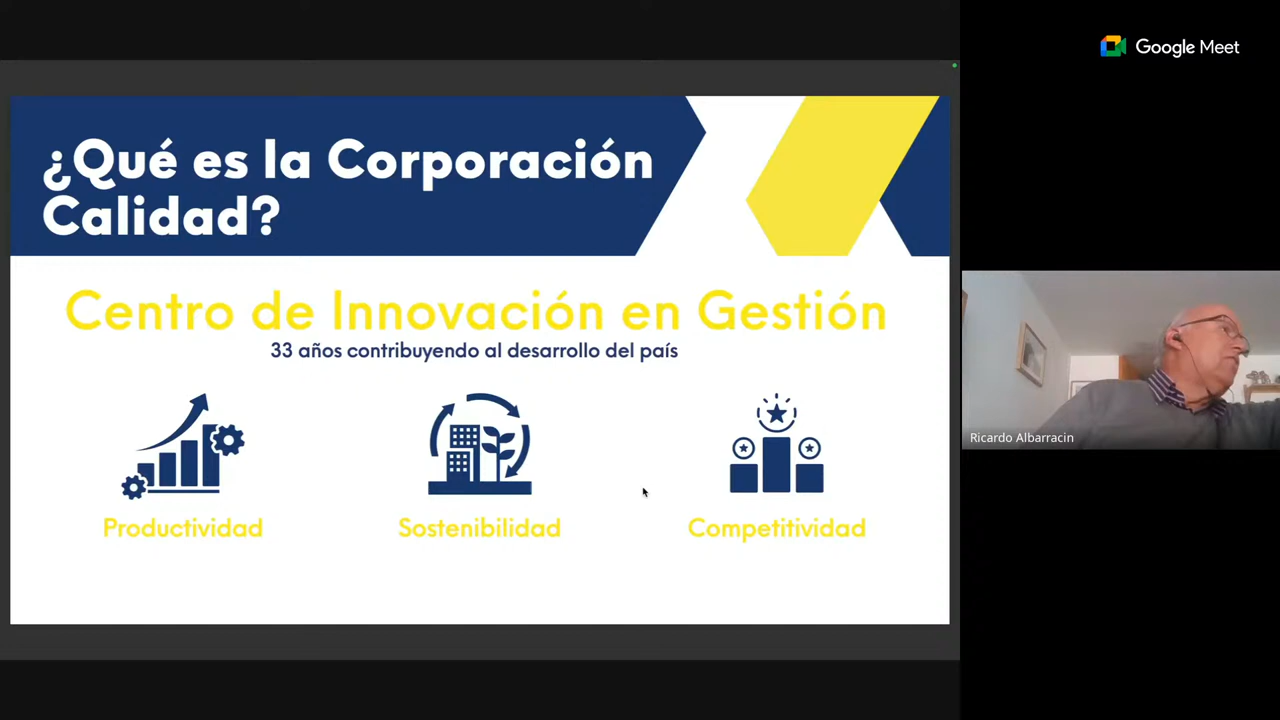 Google Meet
¿Qué es la Corporación
Calidad?
Centro de Innovación en Gestión
33 años contribuyendo al desarrollo del país
Productividad
Sostenibilidad
Competitividad
Ricardo Albarracin